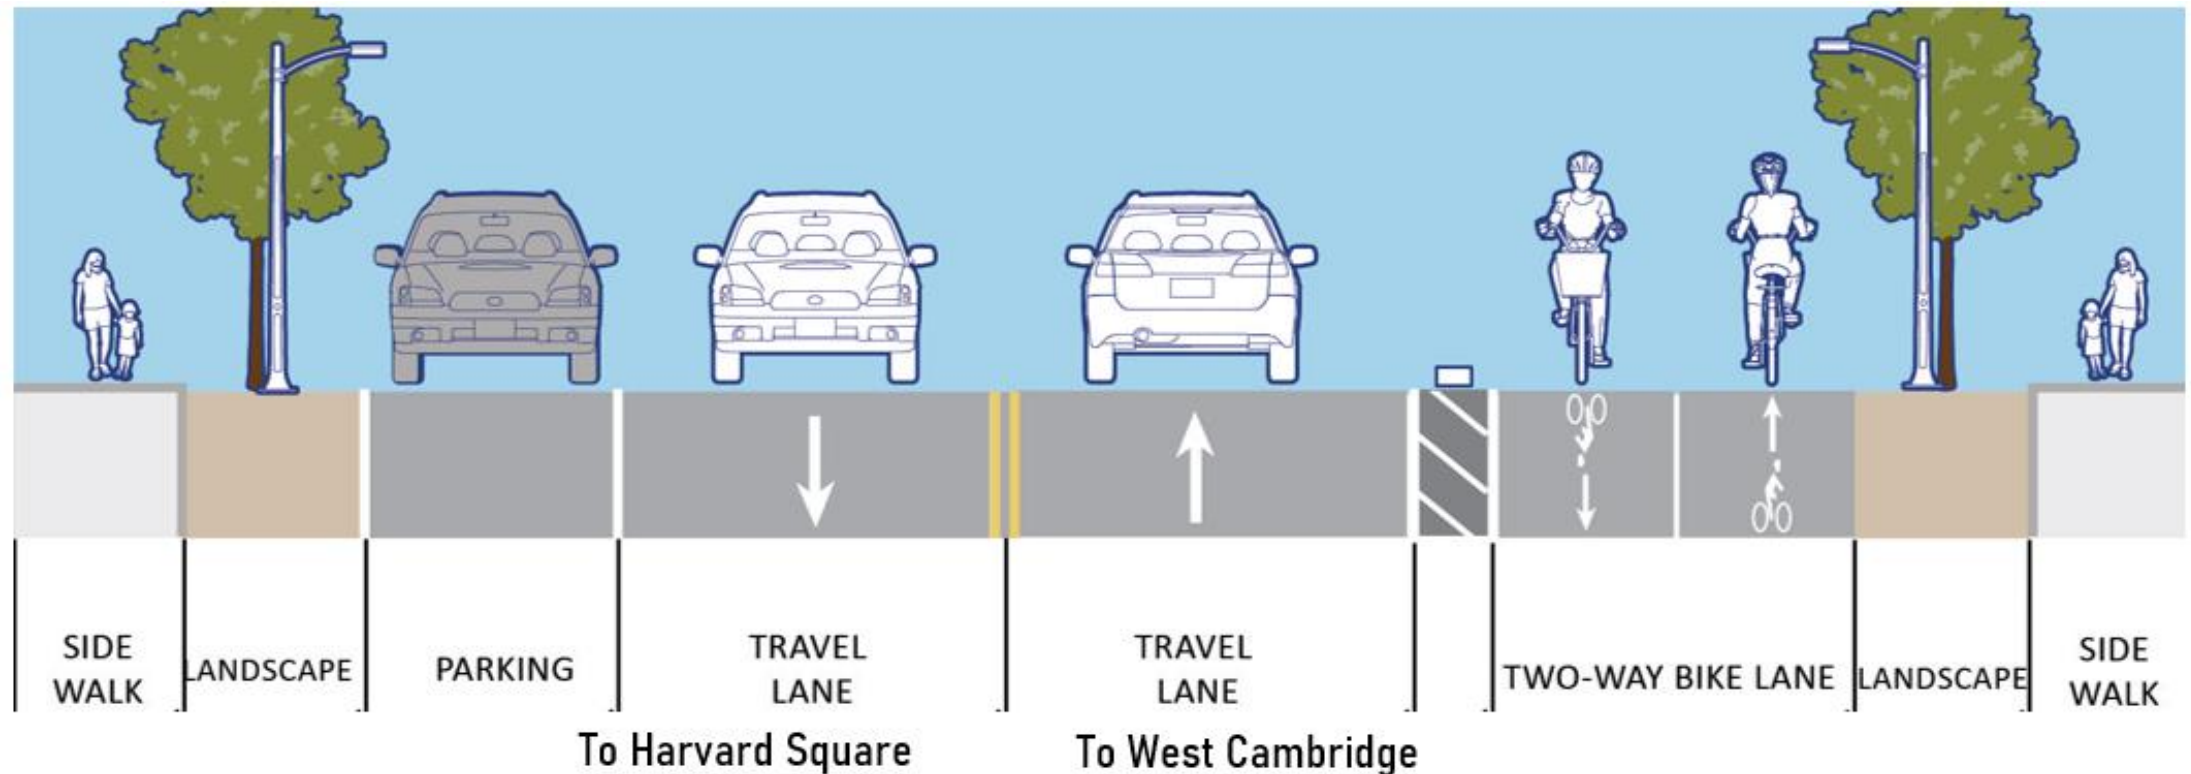 SIDE
WALK
LANDSCAPE
PARKING
TRAVEL
LANE
TRAVEL
LANE
TWO-WAY BIKE LANE
LANDSCAPE
SIDE
WALK
To Harvard Square
To West Cambridge